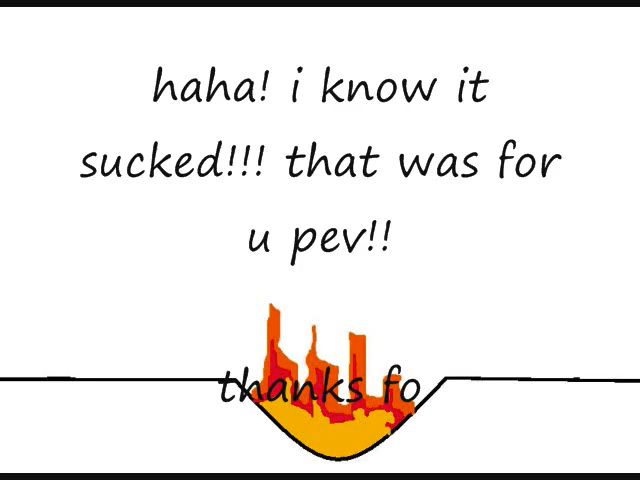 haha! i know it
sucked!!! that was for
u pev!!
thanks fo